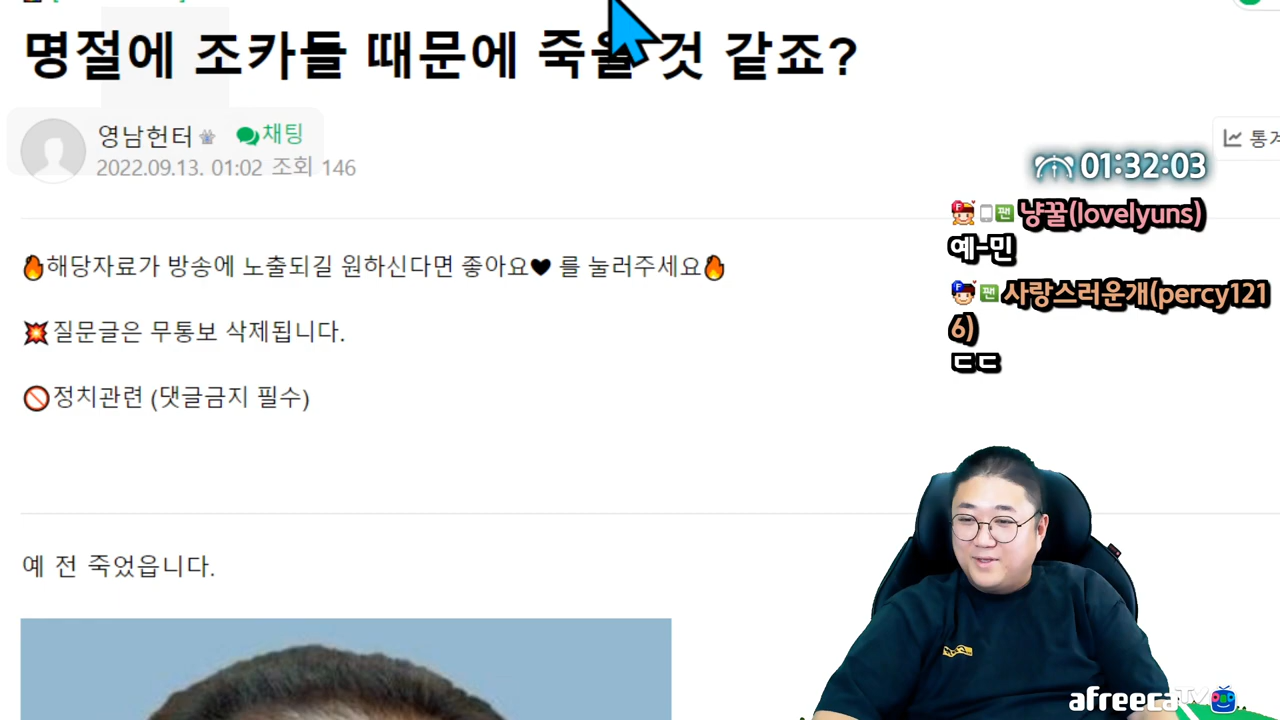 명절에 조카들 때문에 죽을 것 같죠?
영남헌터 채팅
2022.09.13. 01:02 조회 146
통계
01:32:03
F 팬 냥꿀(lovelyuns)
예-민
F 팬 사랑스러운개(percy121
6)
ㄷㄷ
🔥해당자료가 방송에 노출되길 원하신다면 좋아요🖤 를 눌러주세요🔥
💥질문글은 무통보 삭제됩니다.
🚫정치관련 (댓글금지 필수)
예 전 죽었읍니다.
afreecaTV